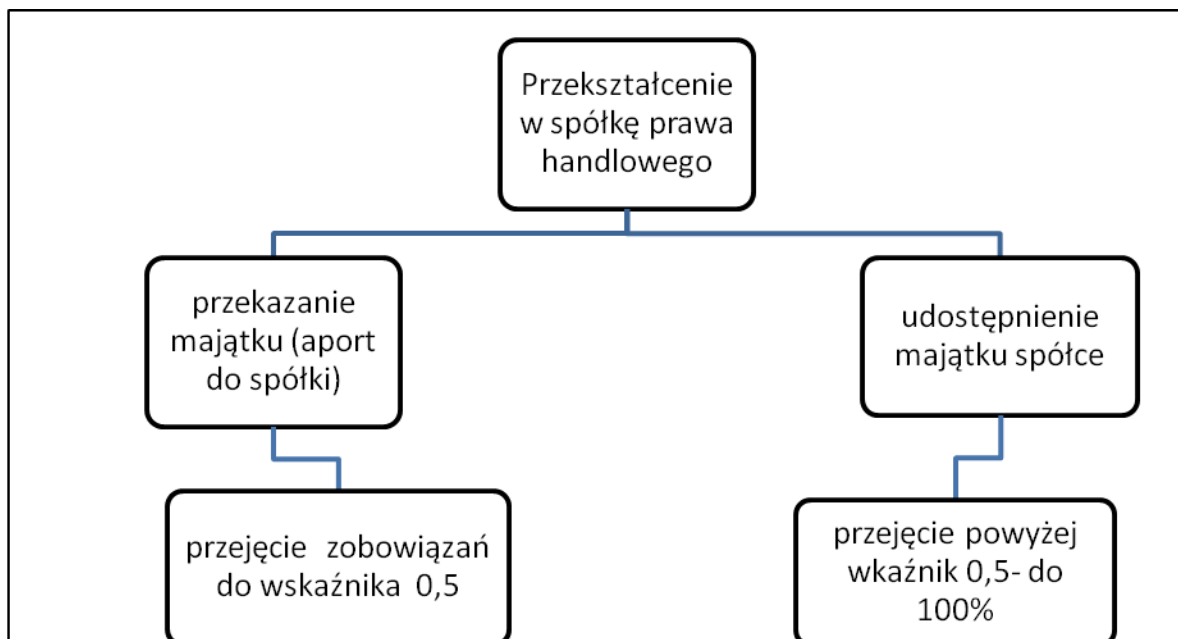 Przekształcenie
w spółkę prawa
handlowego
przekazanie
majątku (aport
do spółki)
udostępnienie
majątku spółce
przejęcie zobowiązań
do wskaźnika 0,5
przejęcie powyżej
wkaźnik 0,5- do
100%